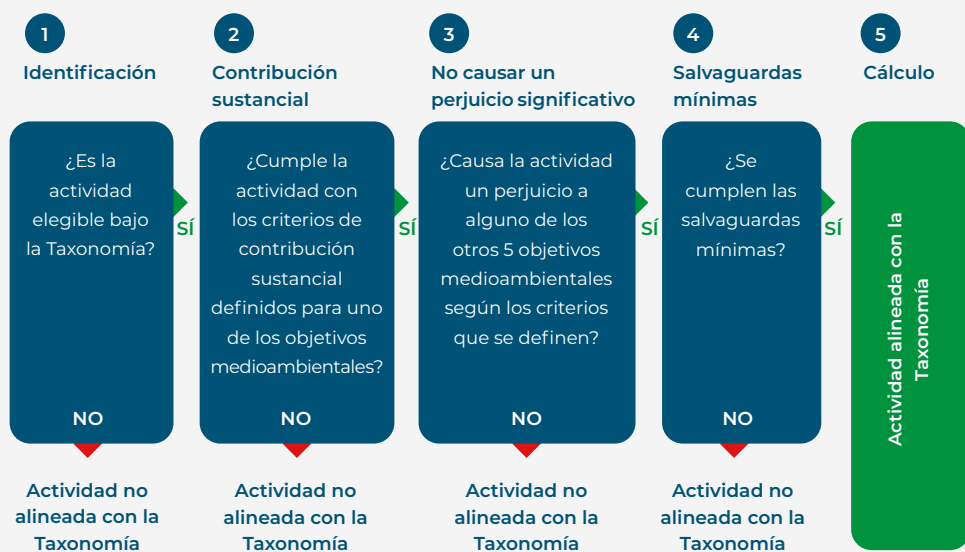 1
Identificación
¿Es la
actividad
elegible bajo
la Taxonomía?
NO
SÍ
Actividad no
alineada con la
Taxonomía
2
Contribución
sustancial
¿Cumple la
actividad con
los criterios de
contribución
sustancial
definidos para uno
de los objetivos
medioambientales?
NO
SÍ
Actividad no
alineada con la
Taxonomía
3
No causar un
perjuicio significativo
¿Causa la actividad
un perjuicio a
alguno de los
otros 5 objetivos
medioambientales
según los criterios
que se definen?
NO
SÍ
Actividad no
alineada con la
Taxonomía
4
Salvaguardas
mínimas
¿Se
cumplen las
salvaguardas
mínimas?
NO
SÍ
Actividad no
alineada con la
Taxonomía
5
Cálculo
Actividad alineada con la
Taxonomía